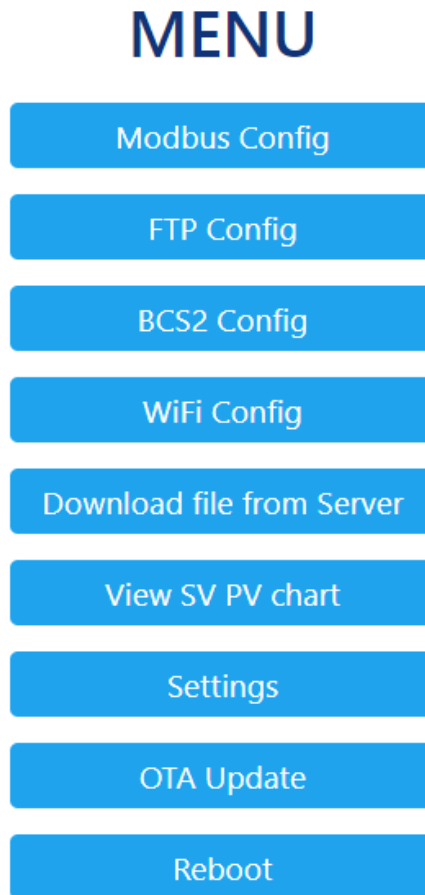 MENU
Modbus Config
FTP Config
BCS2 Config
WiFi Config
Download file from Server
View SV PV chart
Settings
OTA Update
Reboot